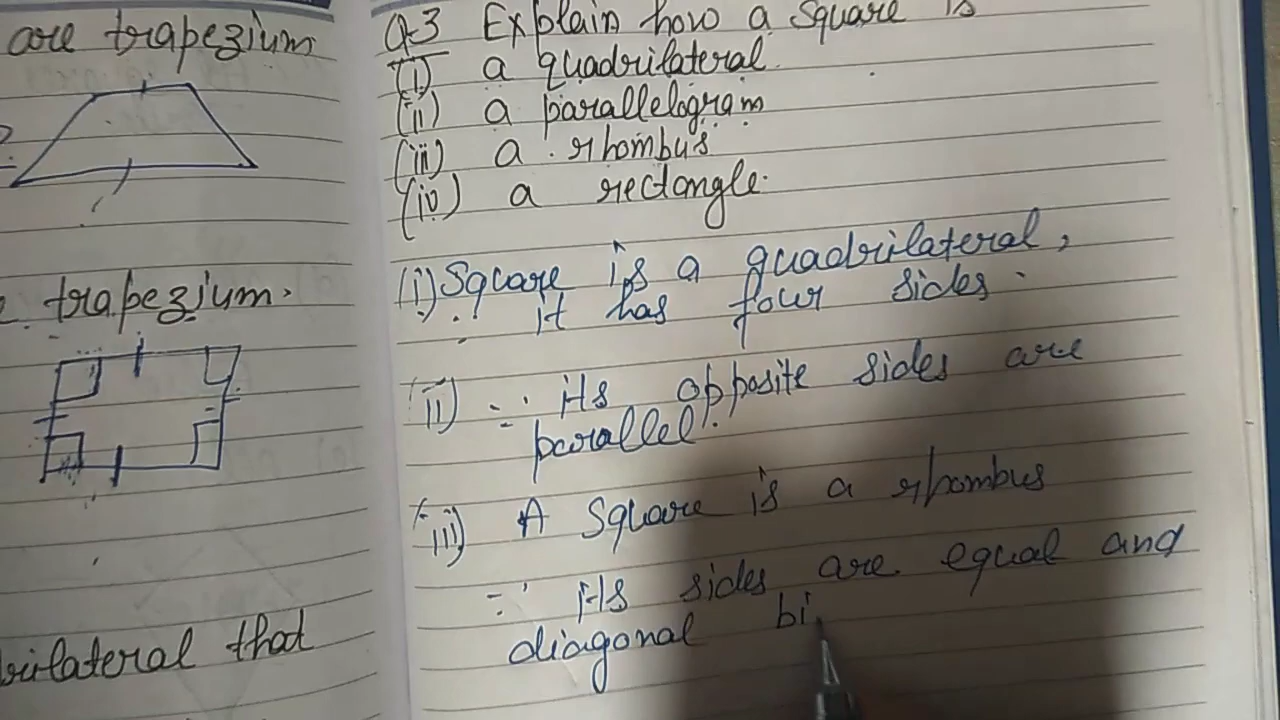 are trapezium
trapezium.
rilateral that
Q.3 Explain how a square is
(i) a quadrilateral.
(ii) a parallelogram
(iii) a rhombus
(iv) a rectangle.
(i) Square is a quadrilateral,
∵ it has four sides.
(ii) ∵ Its opposite sides are
parallel.
(iii) A Square is a rhombus
∵ Its sides are equal and
diagonal bi